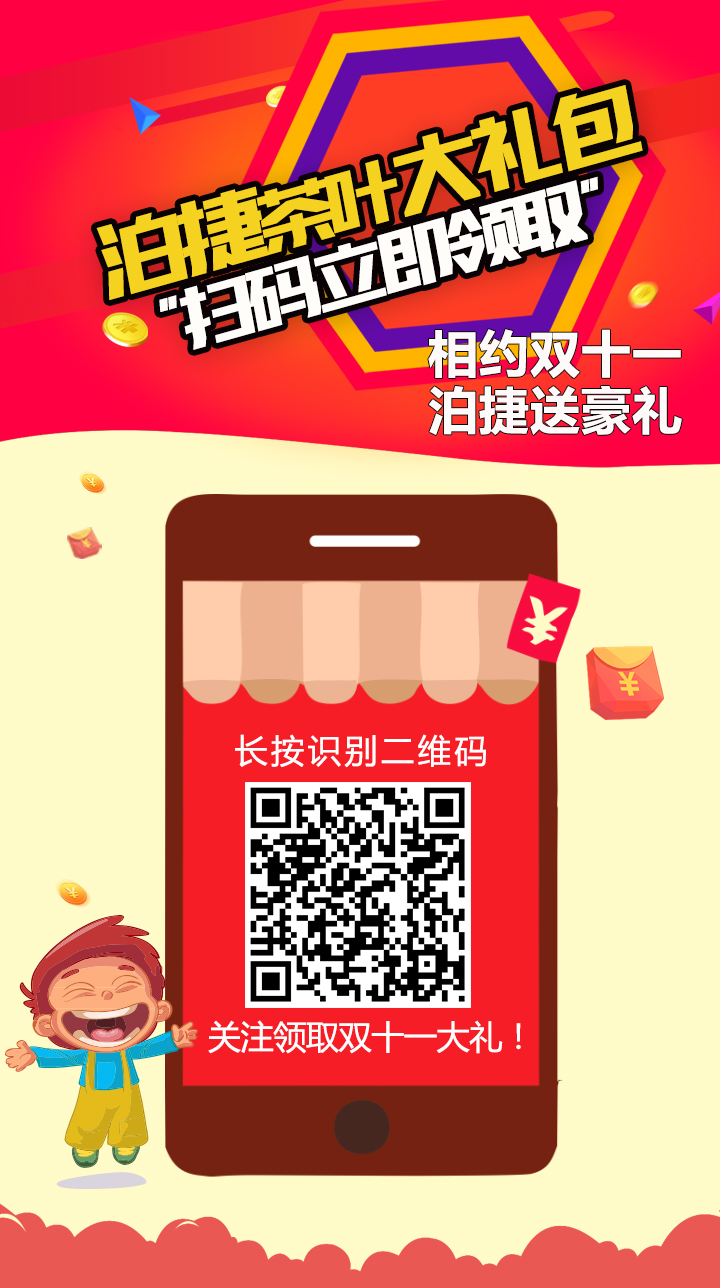 泊捷茶叶大礼包
"扫码立即领取"
相约双十一
泊捷送豪礼
¥
¥
长按识别二维码
关注领取双十一大礼！